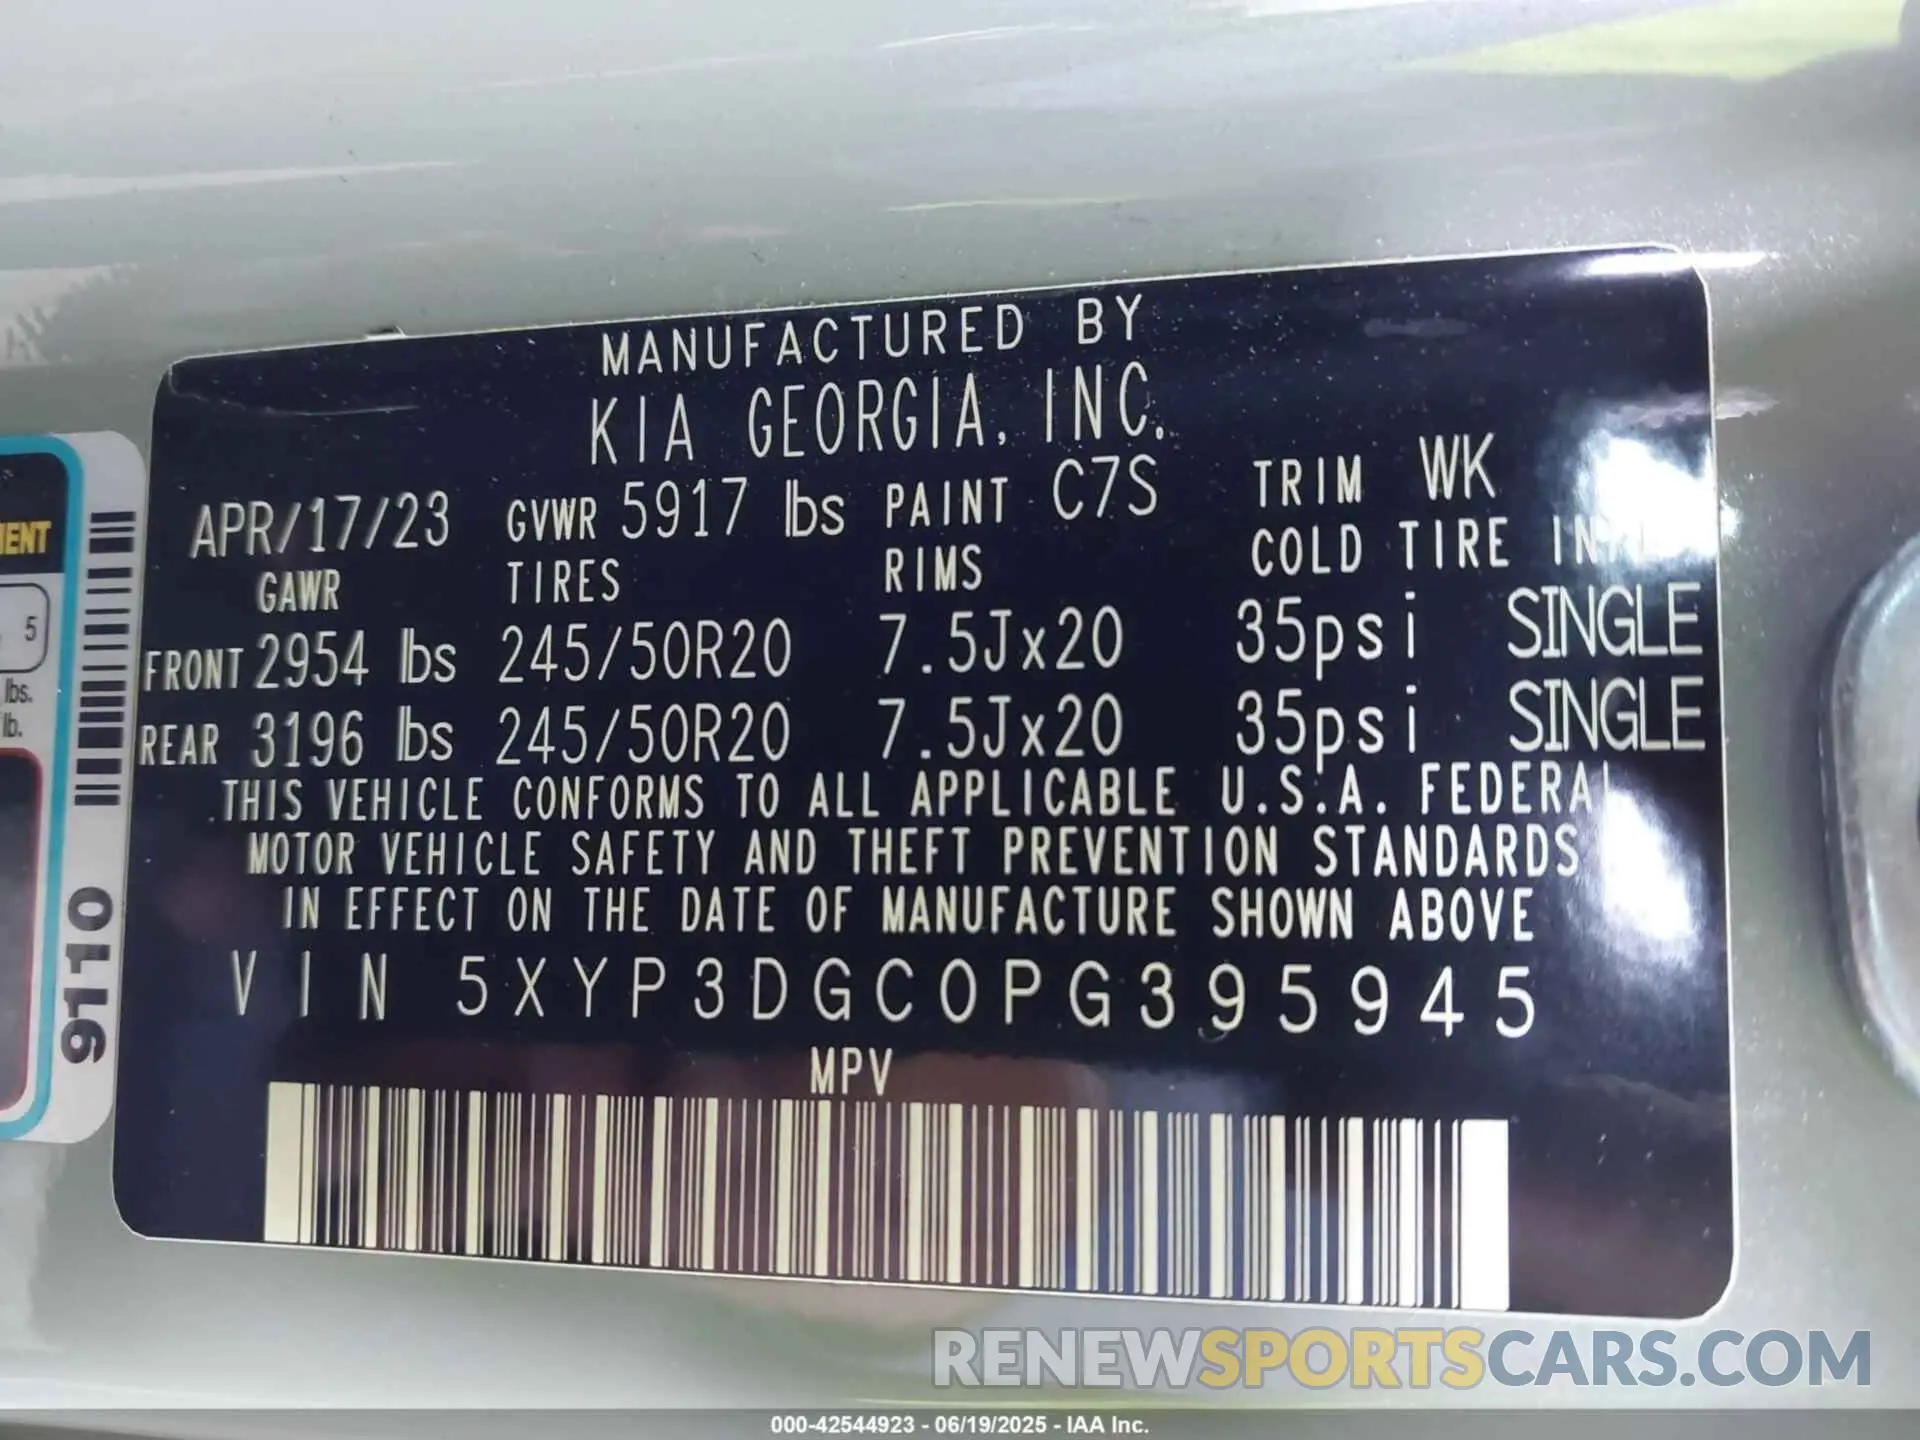 MANUFACTURED BY
KIA GEORGIA, INC.
APR/17/23 GVWR 5917 lbs PAINT C7S TRIM WK
GAWR TIRES RIMS COLD TIRE
FRONT 2954 lbs 245/50R20 7.5Jx20 35psi SINGLE
REAR 3196 lbs 245/50R20 7.5Jx20 35psi SINGLE
THIS VEHICLE CONFORMS TO ALL APPLICABLE U.S.A. FEDERAL
MOTOR VEHICLE SAFETY AND THEFT PREVENTION STANDARDS
IN EFFECT ON THE DATE OF MANUFACTURE SHOWN ABOVE
VIN 5XYP3DGC0PG395945
MPV
5
lbs.
lb.
9110
RENEWSPORTSCARS.COM
000-42544923 - 06/19/2025 - IAA Inc.